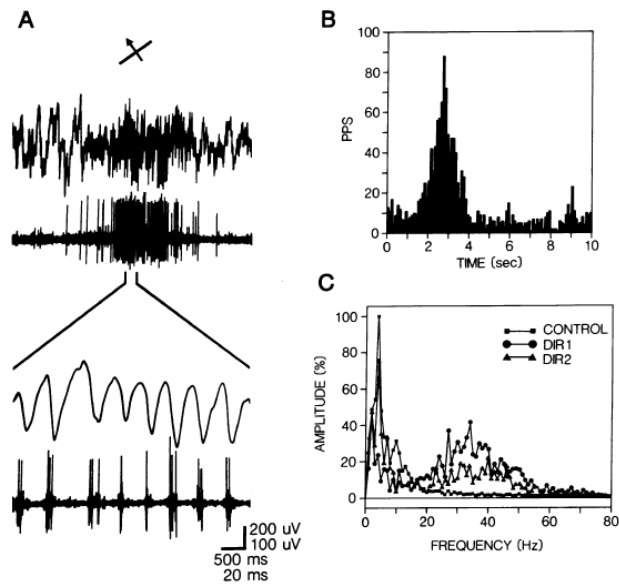 A
200 uV
100 uV
500 ms
20 ms
B
PPS
100
80
60
40
20
0
0 2 4 6 8 10
TIME (sec)
C
CONTROL
DIR1
DIR2
AMPLITUDE (%)
100
80
60
40
20
0
0 20 40 60 80
FREQUENCY (Hz)